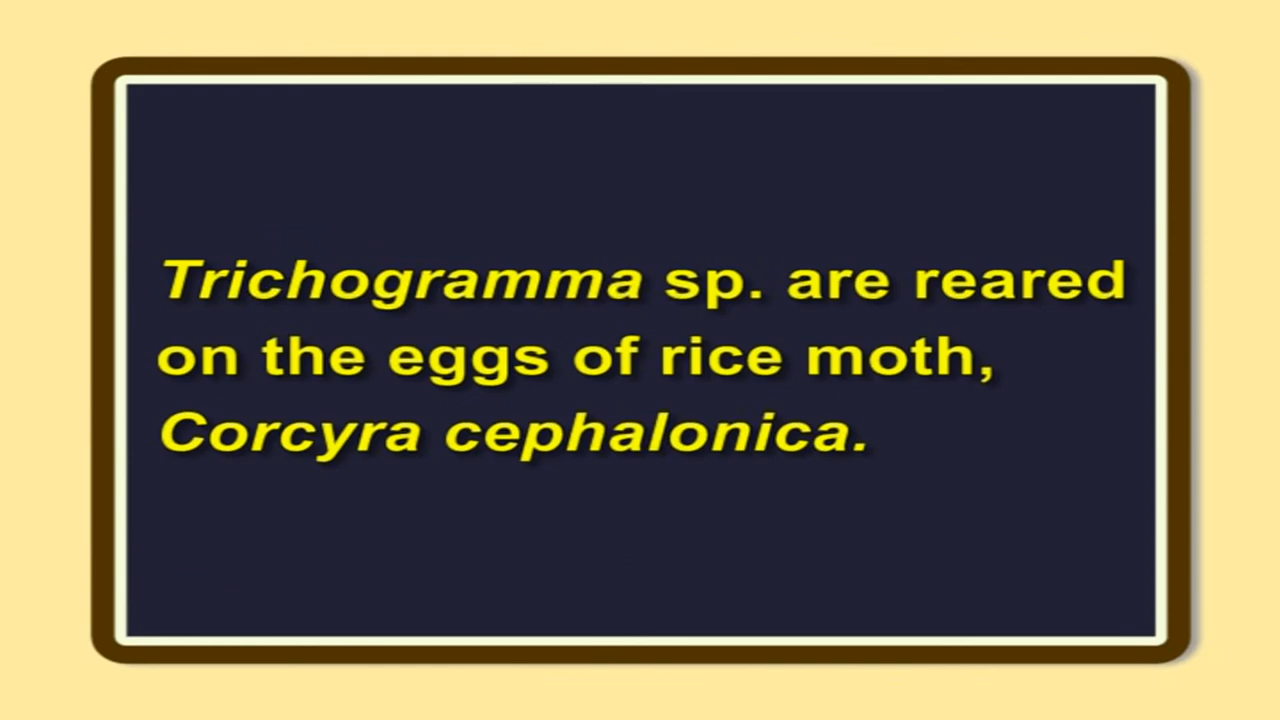 Trichogramma sp. are reared
on the eggs of rice moth,
Corcyra cephalonica.